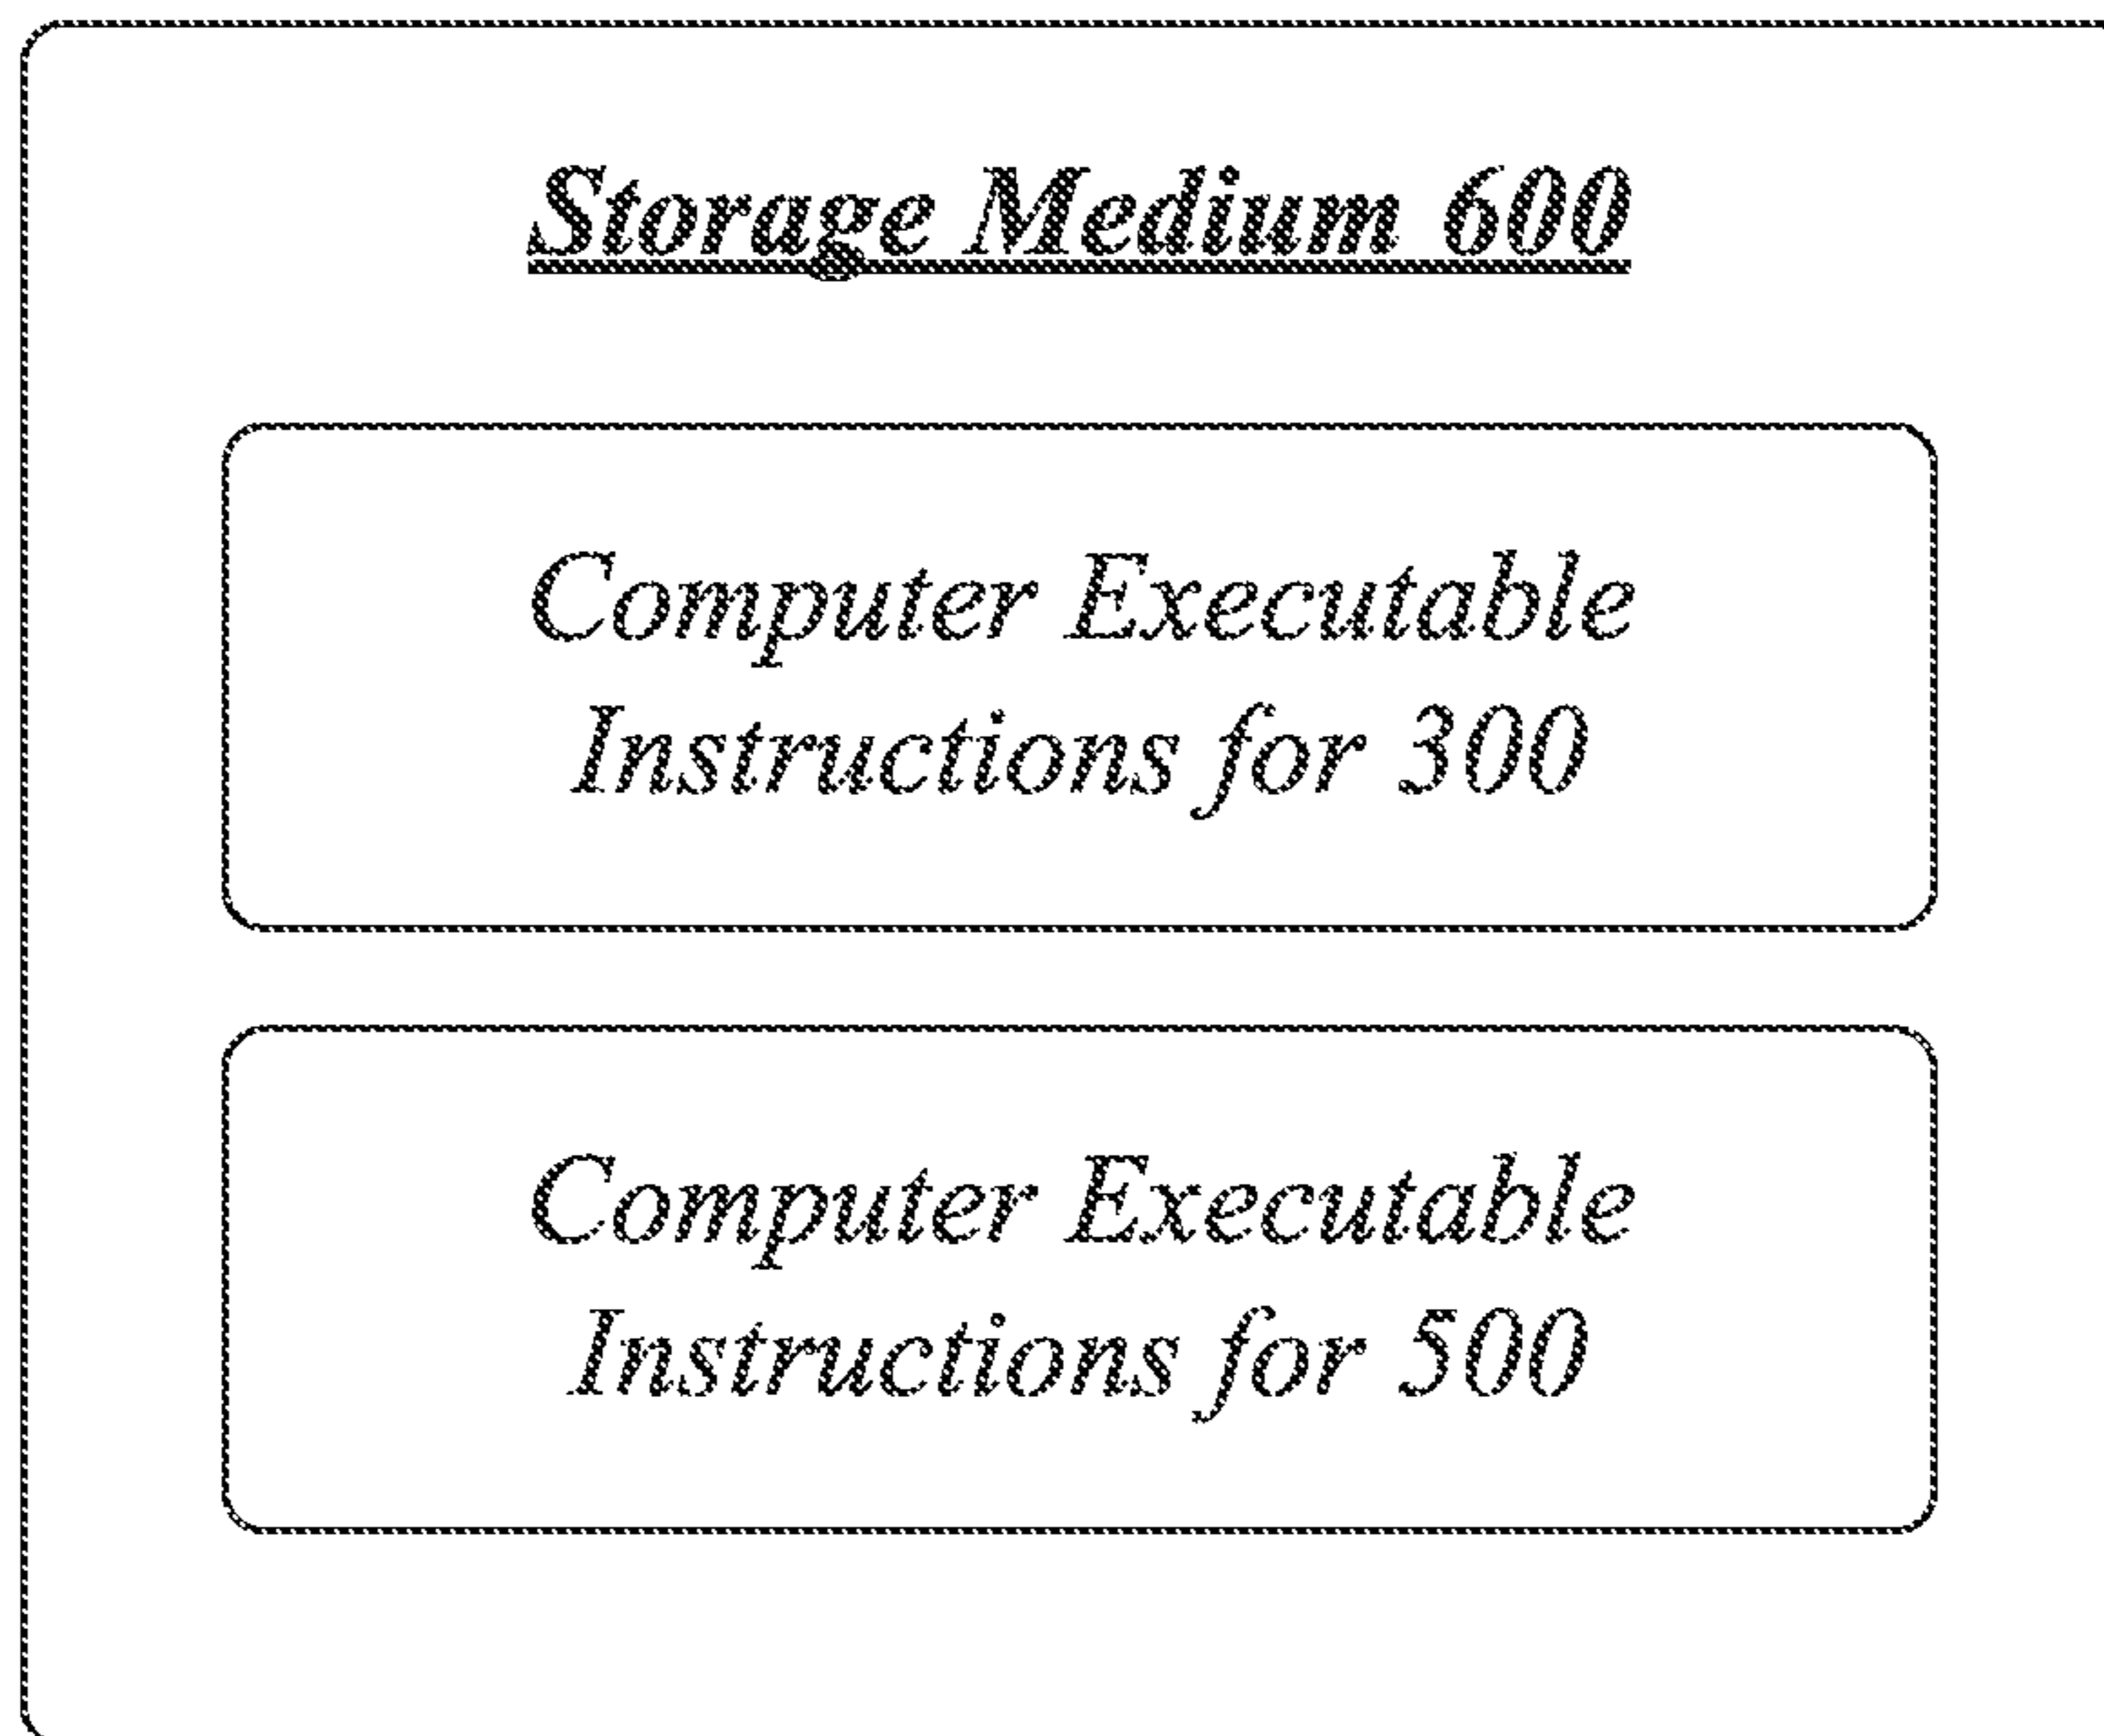 Storage Medium 600
Computer Executable
Instructions for 300
Computer Executable
Instructions for 500